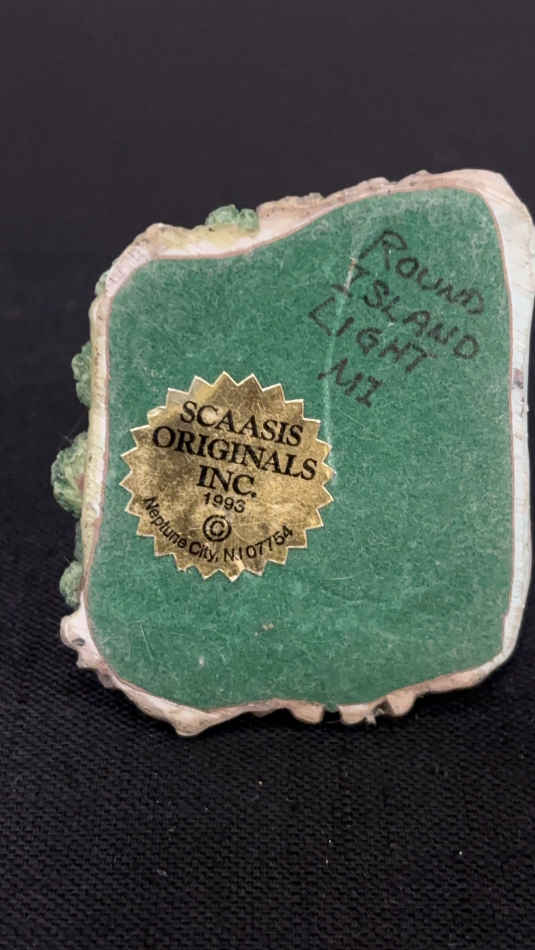 ROUND
ISLAND
LIGHT
MI
SCAASIS
ORIGINALS
INC.
1993
©
Neptune City, NJ 07754